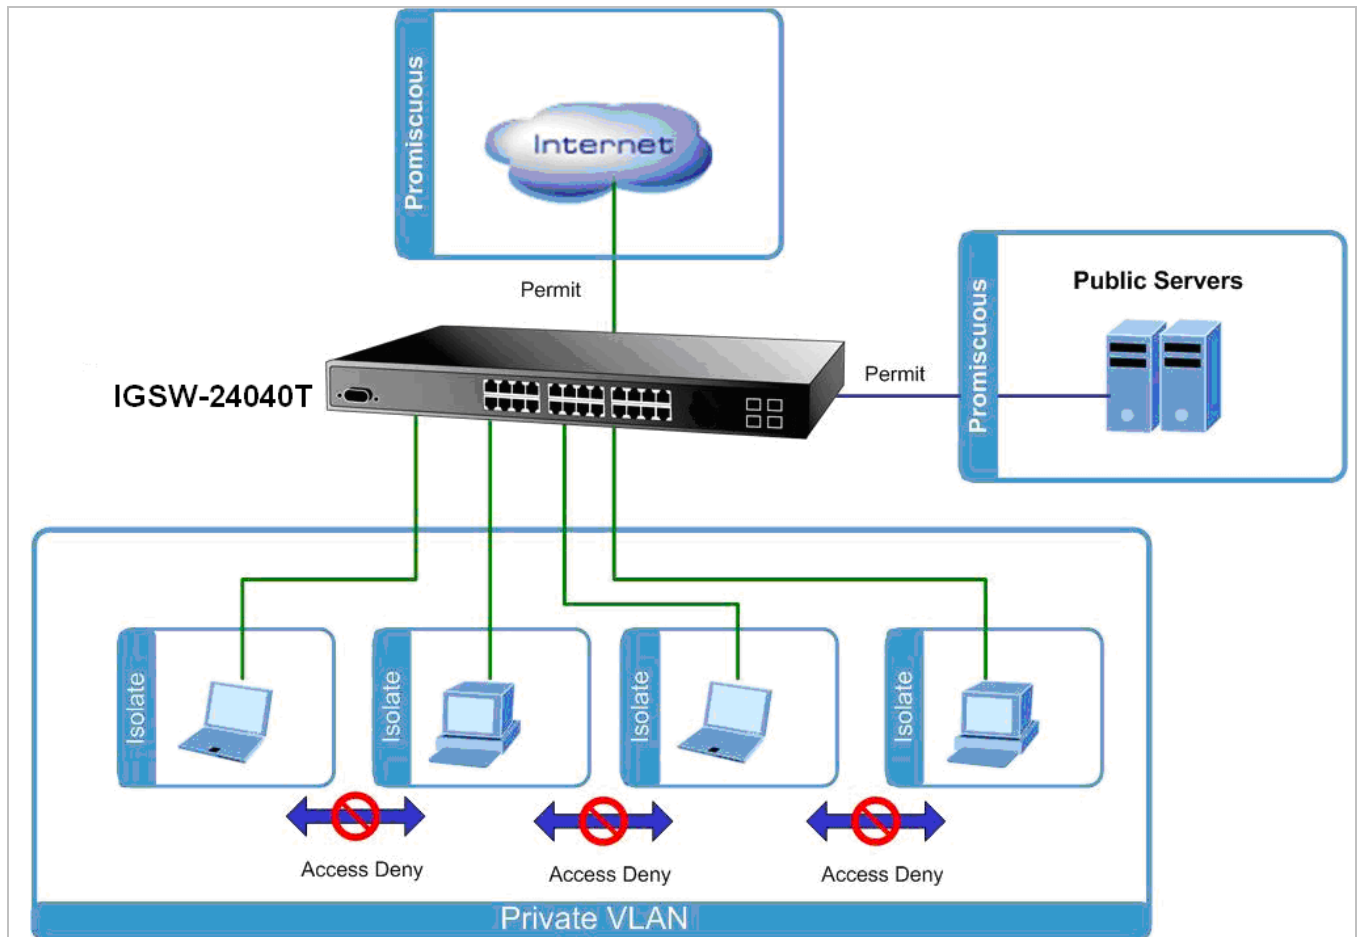 Promiscuous
Internet
Permit
Promiscuous
Public Servers
Permit
IGSW-24040T
Isolate
Isolate
Isolate
Isolate
Access Deny
Access Deny
Access Deny
Private VLAN